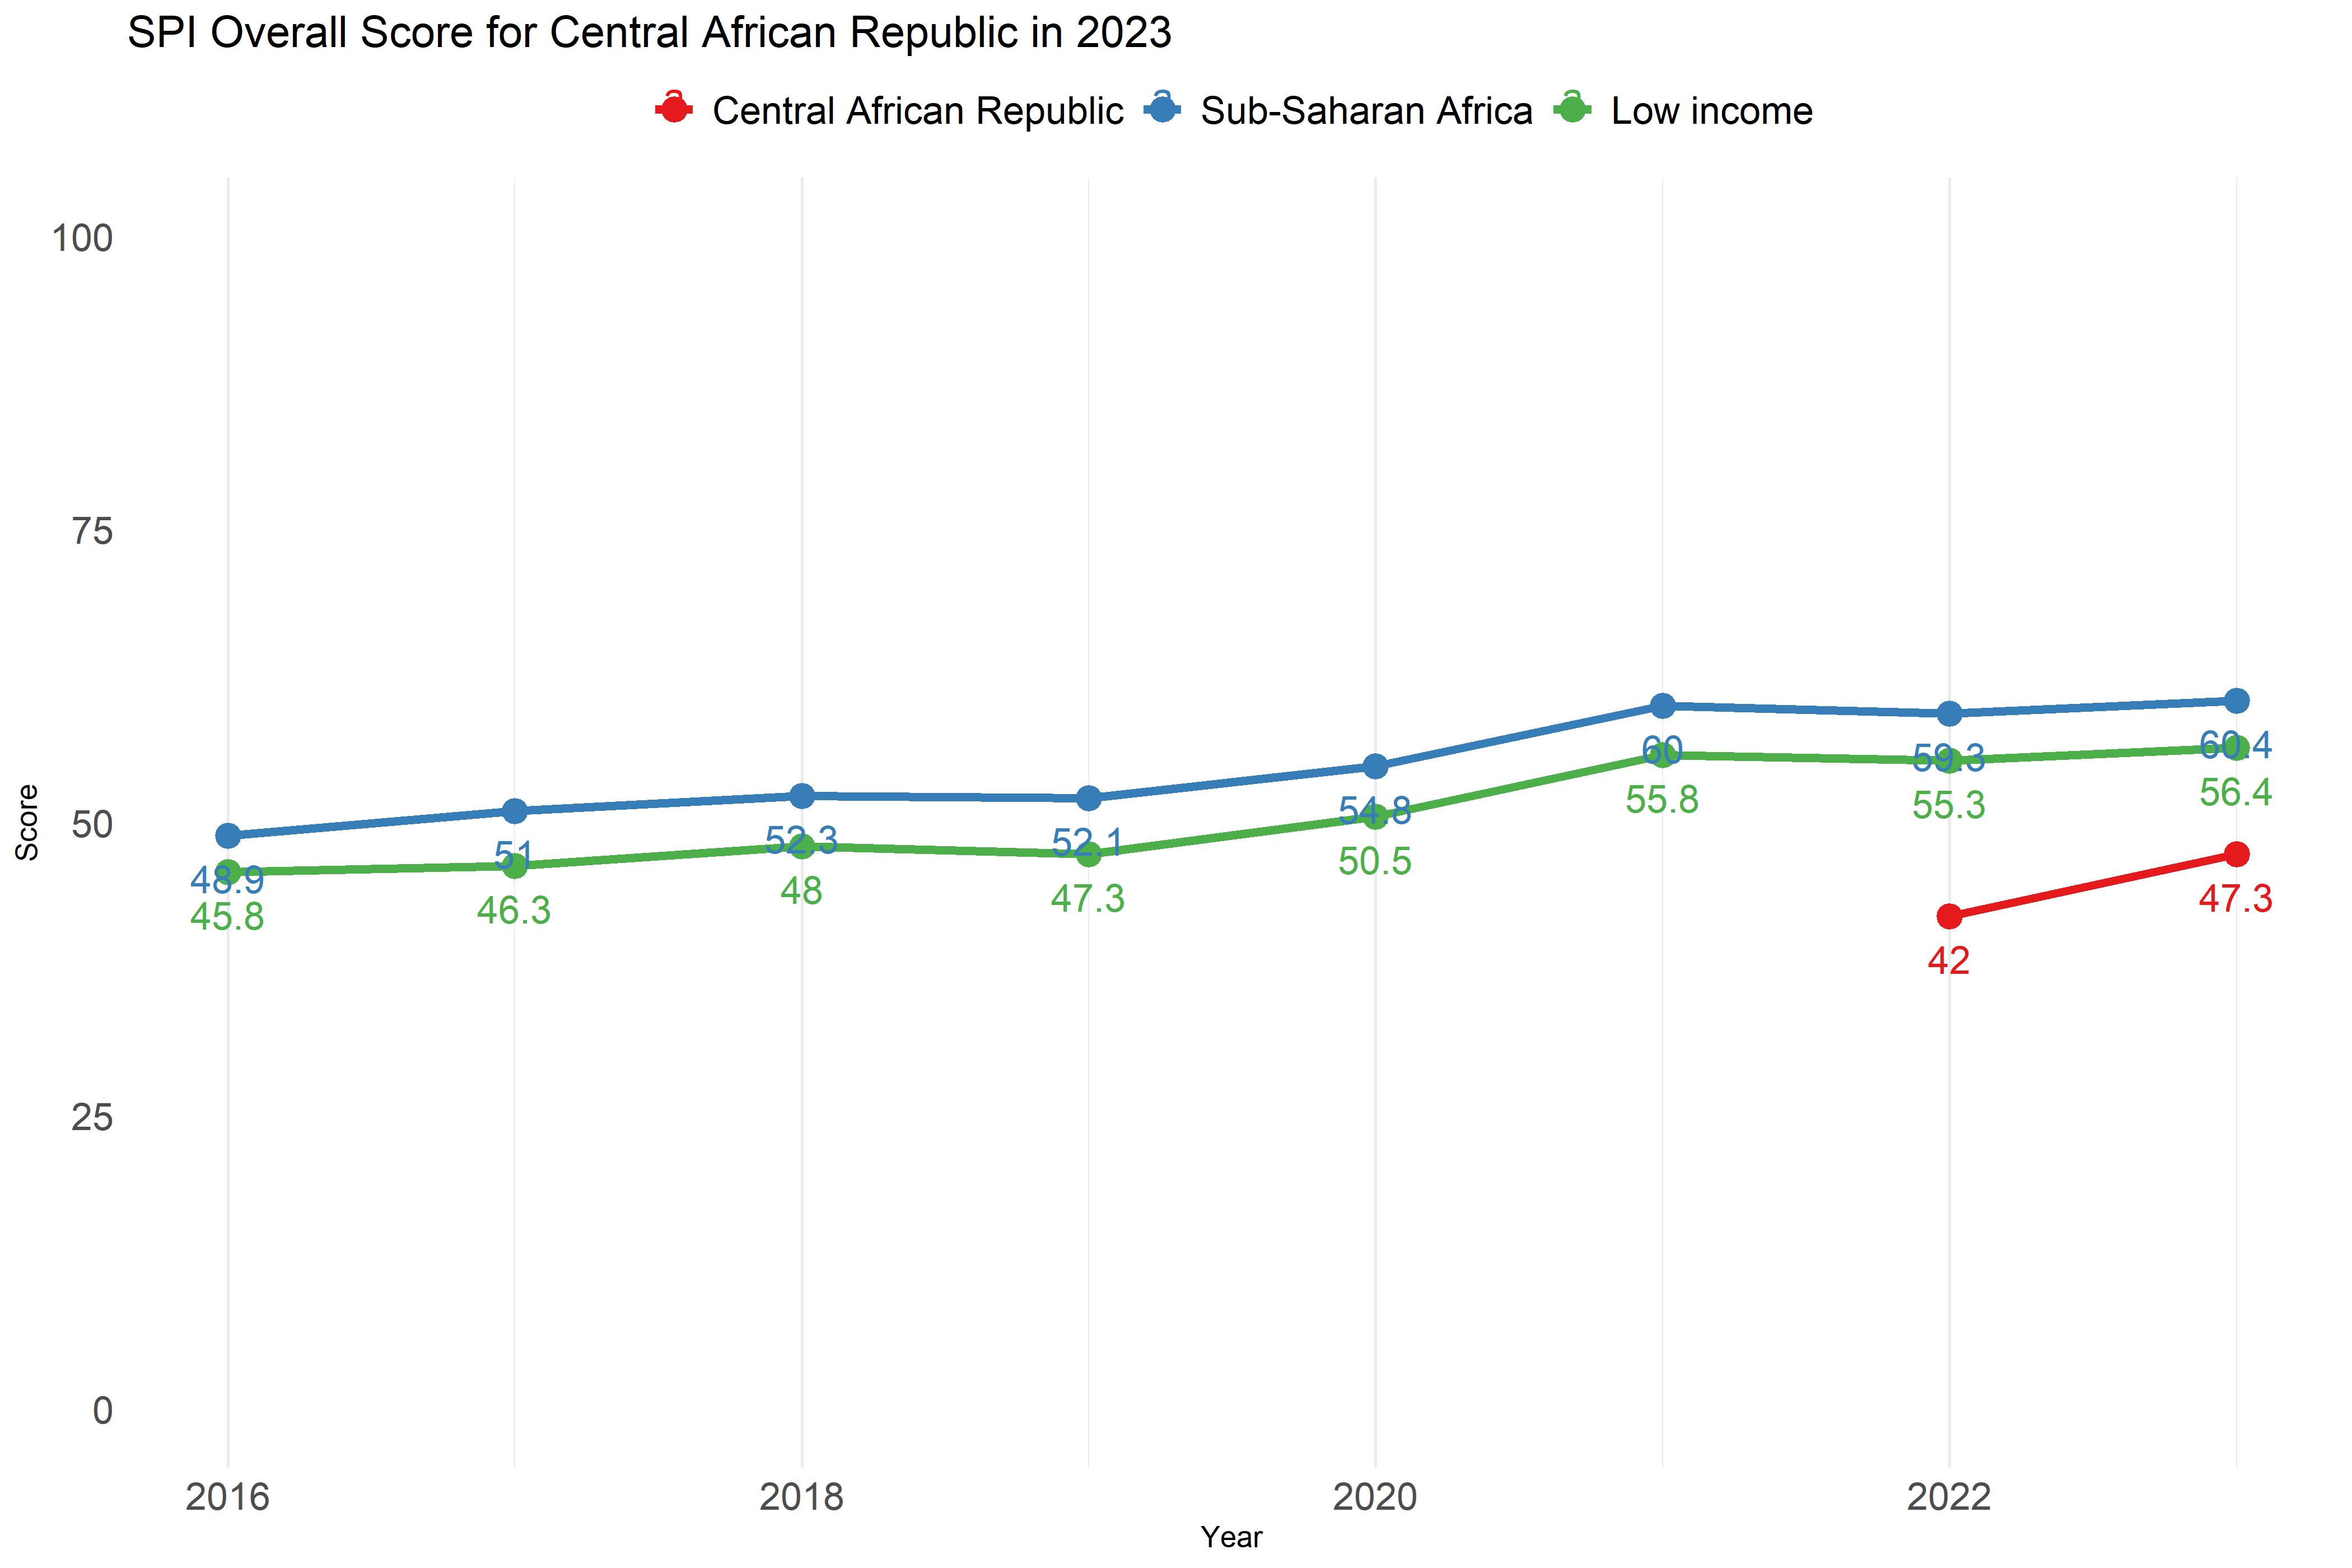 SPI Overall Score for Central African Republic in 2023
Central African Republic Sub-Saharan Africa Low income
100
75
50
25
0
Score
48.9 51 52.3 52.1 54.8 60 59.3 60.4
45.8 46.3 48 47.3 50.5 55.8 55.3 56.4
42 47.3
2016 2018 2020 2022
Year